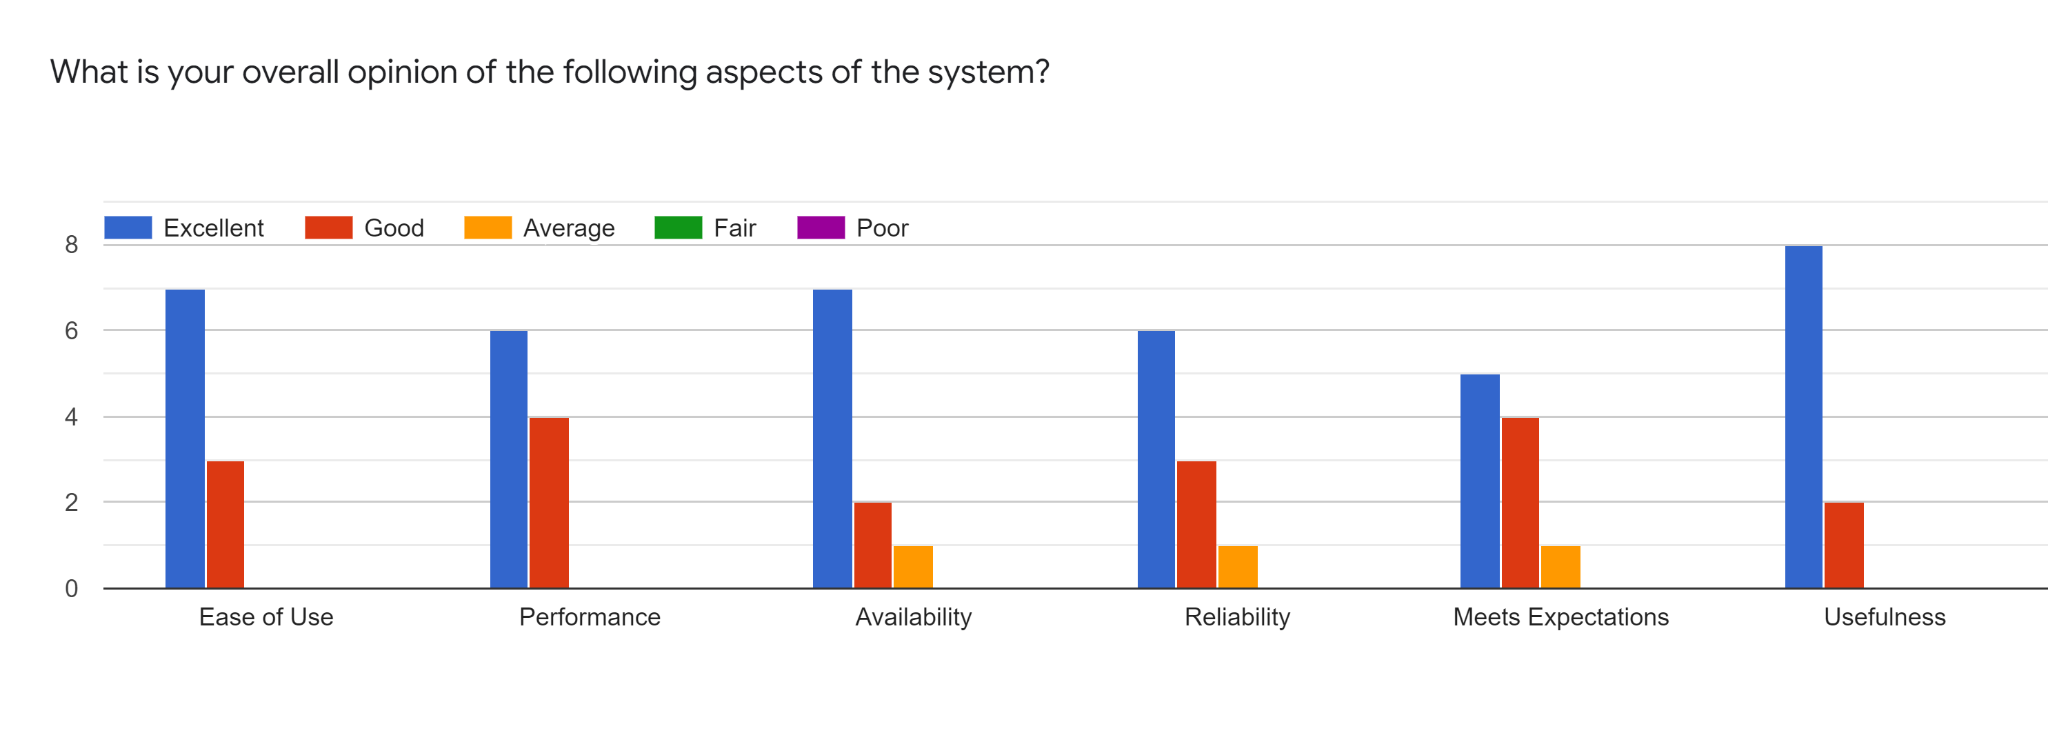 What is your overall opinion of the following aspects of the system?
Excellent Good Average Fair Poor
8
6
4
2
0
Ease of Use Performance Availability Reliability Meets Expectations Usefulness